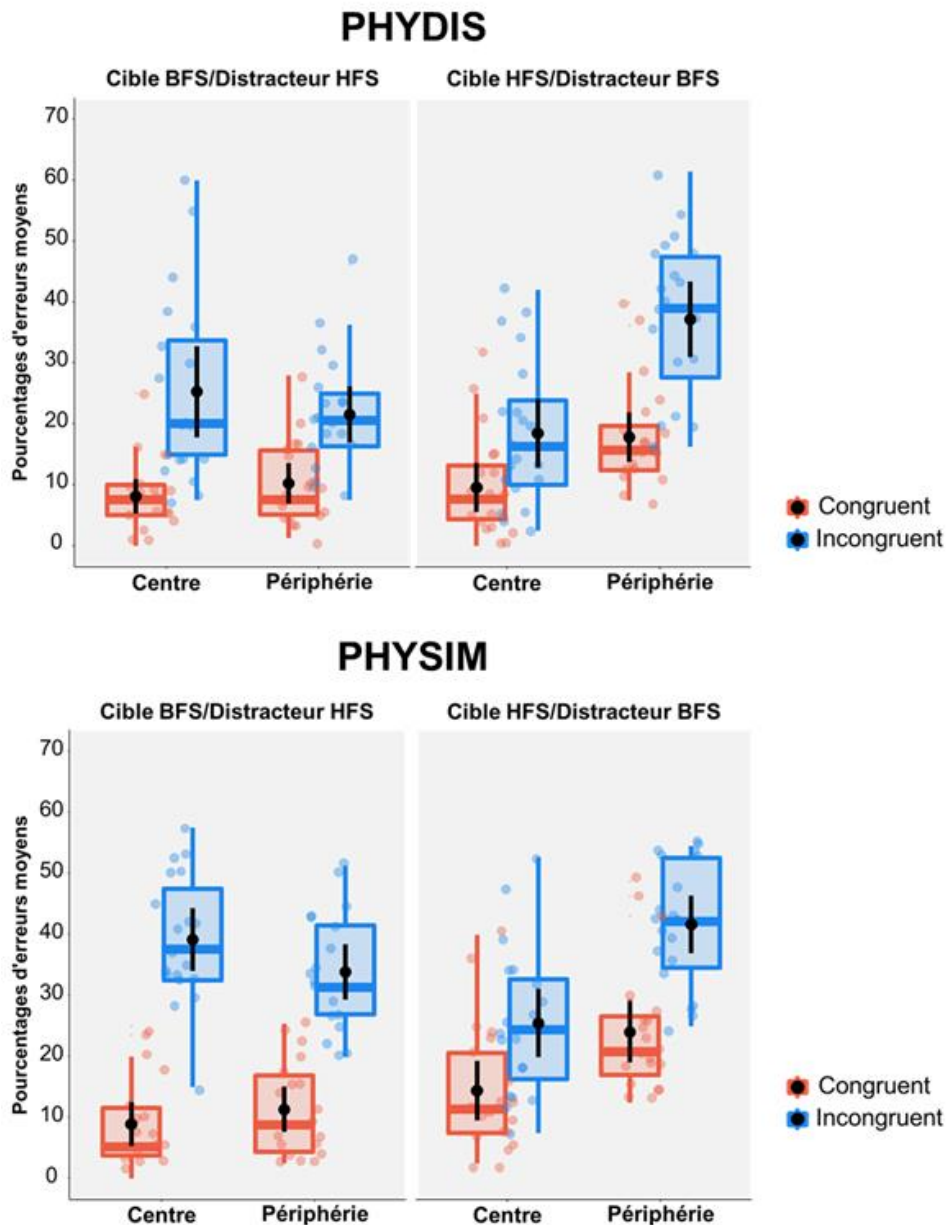 PHYDIS
Cible BFS/Distracteur HFS
Cible HFS/Distracteur BFS
Pourcentages d'erreurs moyens
70
60
50
40
30
20
10
0
Centre
Périphérie
Centre
Périphérie
Congruent
Incongruent
PHYSIM
Cible BFS/Distracteur HFS
Cible HFS/Distracteur BFS
Pourcentages d'erreurs moyens
70
60
50
40
30
20
10
0
Centre
Périphérie
Centre
Périphérie
Congruent
Incongruent